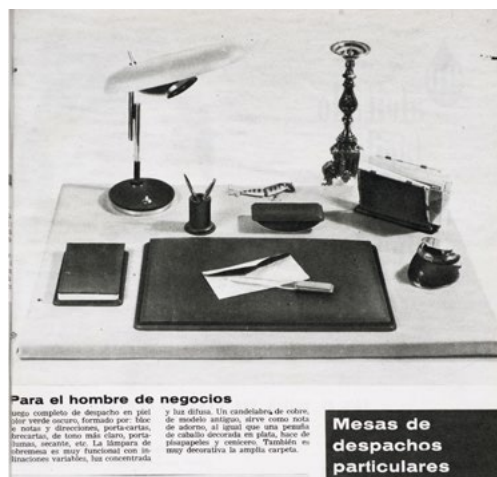 Para el hombre de negocios
uego completo de despacho en piel
olor verde oscuro, formado por: bloc
e notas y direcciones, porta-cartas,
brecartas, de tono más claro, porta-
lumas, secante, etc. La lámpara de
obremesa es muy funcional con in-
linaciones variables, luz concentrada
y luz difusa. Un candelabro de cobre,
de modelo antiguo, sirve como nota
de adorno, al igual que una pezuña
de caballo decorada en plata, hace de
pisapapeles y cenicero. También es
muy decorativa la amplia carpeta.
Mesas de
despachos
particulares